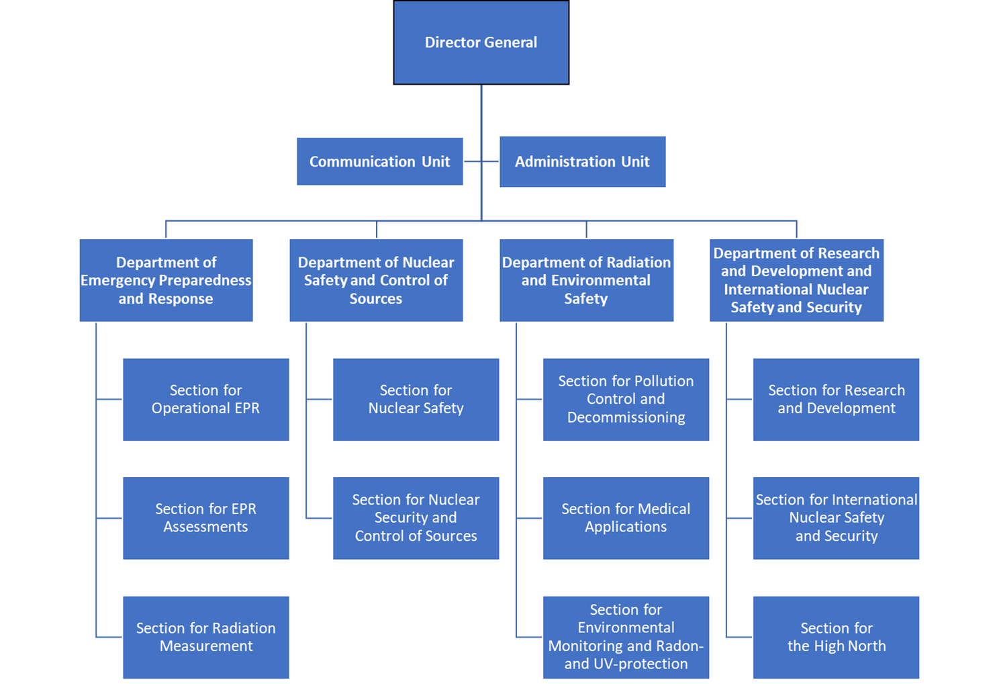 Director General
Communication Unit
Administration Unit
Department of
Emergency Preparedness
and Response
Department of Nuclear
Safety and Control of
Sources
Department of Radiation
and Environmental
Safety
Department of Research
and Development and
International Nuclear
Safety and Security
Section for
Operational EPR
Section for
Nuclear Safety
Section for Pollution
Control and
Decommissioning
Section for Research
and Development
Section for EPR
Assessments
Section for Nuclear
Security and
Control of Sources
Section for Medical
Applications
Section for International
Nuclear Safety
and Security
Section for Radiation
Measurement
Section for
Environmental
Monitoring and Radon-
and UV-protection
Section for
the High North